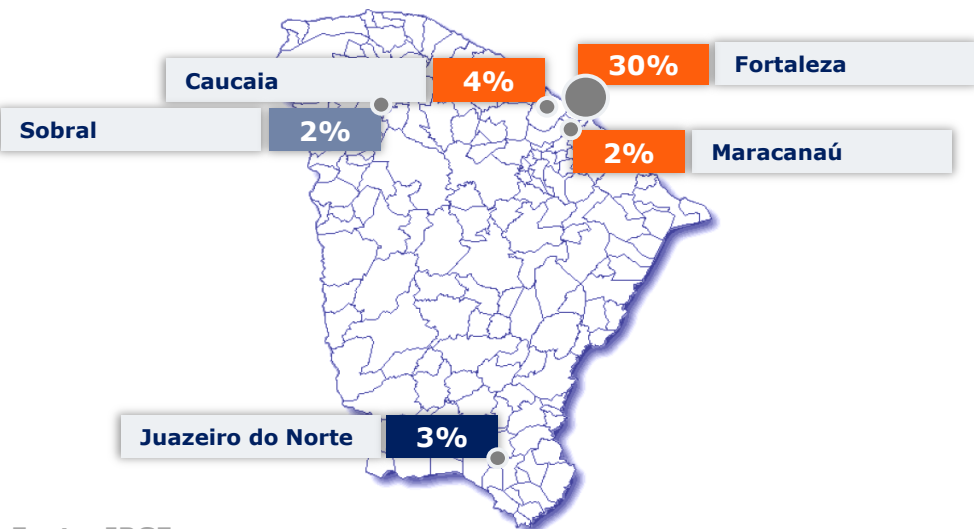 30% Fortaleza
Caucaia 4%
Sobral 2%
2% Maracanaú
Juazeiro do Norte 3%